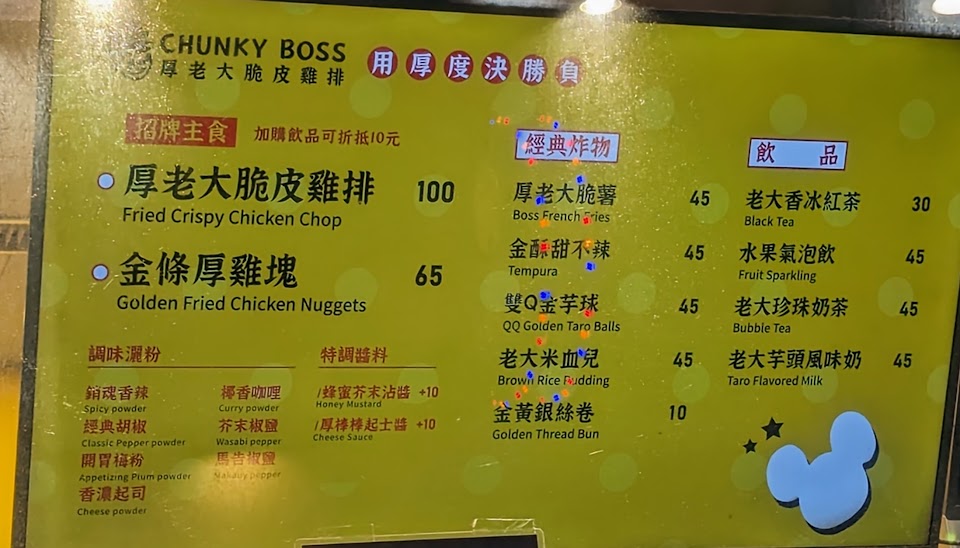 CHUNKY BOSS
厚老大脆皮雞排
用厚度決勝負
招牌主食 加購飲品可折抵10元
厚老大脆皮雞排 100
Fried Crispy Chicken Chop
金條厚雞塊 65
Golden Fried Chicken Nuggets
調味灑粉
銷魂香辣
Spicy powder
經典胡椒
Classic Pepper powder
開胃梅粉
Appetizing Plum powder
香濃起司
Cheese powder
椰香咖哩
Curry powder
芥末椒鹽
Wasabi pepper
馬告椒鹽
Makauy pepper
特調醬料
/蜂蜜芥末沾醬 +10
Honey Mustard
/厚棒棒起士醬 +10
Cheese Sauce
經典炸物
厚老大脆薯 45
Boss French Fries
金酥甜不辣 45
Tempura
雙Q金芋球 45
QQ Golden Taro Balls
老大米血兒 45
Brown Rice Pudding
金黃銀絲卷 10
Golden Thread Bun
飲品
老大香冰紅茶 30
Black Tea
水果氣泡飲 45
Fruit Sparkling
老大珍珠奶茶 45
Bubble Tea
老大芋頭風味奶 45
Taro Flavored Milk